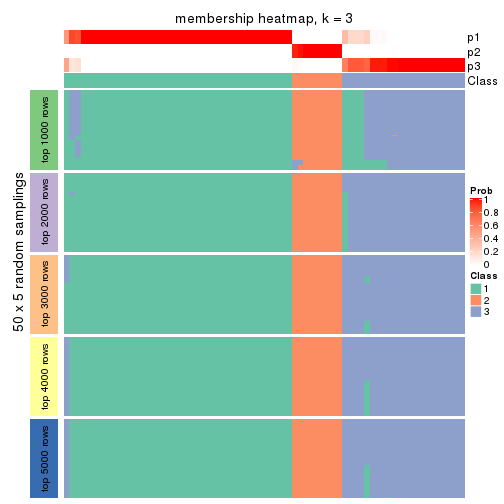 membership heatmap, k = 3
p1
p2
p3
Class
50 x 5 random samplings
top 1000 rows
top 2000 rows
top 3000 rows
top 4000 rows
top 5000 rows
Prob
1
0.8
0.6
0.4
0.2
0
Class
1
2
3